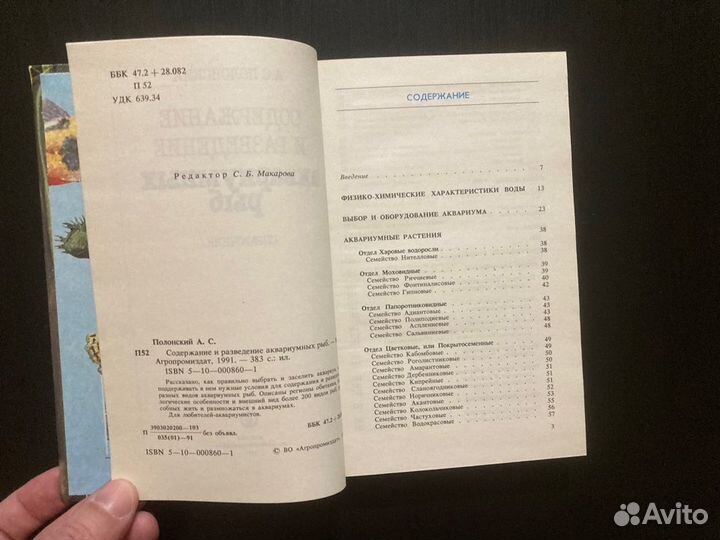 ББК 47.2 + 28.082
П 52
УДК 639.34
Редактор С. Б. Макарова
Полонский А. С.
П52 Содержание и разведение аквариумных рыб. –
Агропромиздат, 1991. — 383 с.: ил.
ISBN 5—10—000860—1
Рассказано, как правильно выбрать и заселить
поддерживать в нем нужные условия для содержания и
разных видов аквариумных рыб. Описаны регионы
логические особенности и внешний вид более 200 видов
собных жить и размножаться в аквариумах.
Для любителей-аквариумистов.
П 3903020200—103
035(01)—91 без объявл.
ББК 47.2 +
ISBN 5—10—000860—1
© ВО «Агропромиздат»
СОДЕРЖАНИЕ
Введение 7
ФИЗИКО-ХИМИЧЕСКИЕ ХАРАКТЕРИСТИКИ ВОДЫ 13
ВЫБОР И ОБОРУДОВАНИЕ АКВАРИУМА 23
АКВАРИУМНЫЕ РАСТЕНИЯ 38
Отдел Харовые водоросли 38
Семейство Нителловые 38
Отдел Моховидные 39
Семейство Риччиевые 39
Семейство Фонтиналисовые 40
Семейство Гипновые 42
Отдел Папоротниковидные 43
Семейство Адиантовые 43
Семейство Полиподиевые 45
Семейство Асплениевые 48
Семейство Сальвиниевые 48
Отдел Цветковые, или Покрытосеменные 49
Семейство Кабомбовые 49
Семейство Роголистниковые 50
Семейство Амарантовые 51
Семейство Дербенниковые 51
Семейство Кипрейные 52
Семейство Сланоягодниковые 52
Семейство Норичниковые 53
Семейство Акантовые 55
Семейство Колокольчиковые 56
Семейство Частуховые 57
Семейство Водокрасовые 69
3
Avito